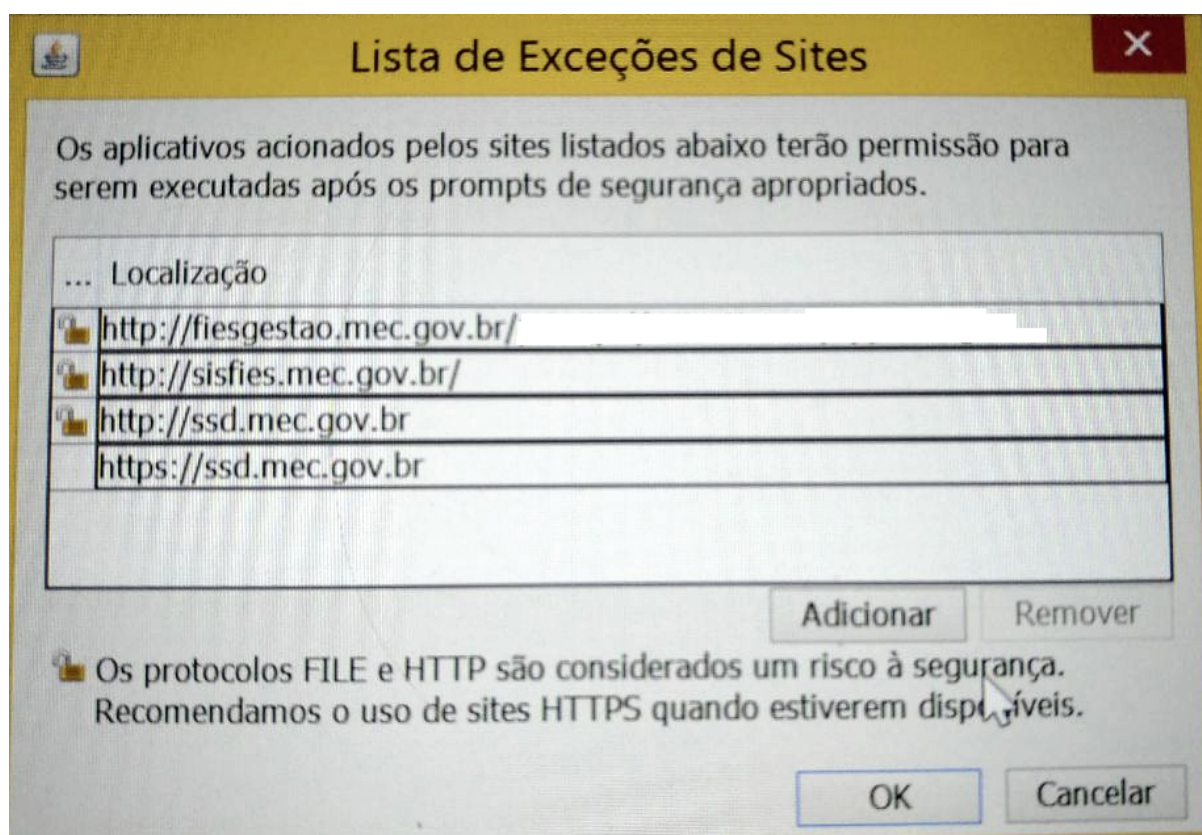 Lista de Exceções de Sites
Os aplicativos acionados pelos sites listados abaixo terão permissão para
serem executadas após os prompts de segurança apropriados.
... Localização
http://fiesgestao.mec.gov.br/
http://sisfies.mec.gov.br/
http://ssd.mec.gov.br
https://ssd.mec.gov.br
Adicionar Remover
Os protocolos FILE e HTTP são considerados um risco à segurança.
Recomendamos o uso de sites HTTPS quando estiverem disponíveis.
OK Cancelar